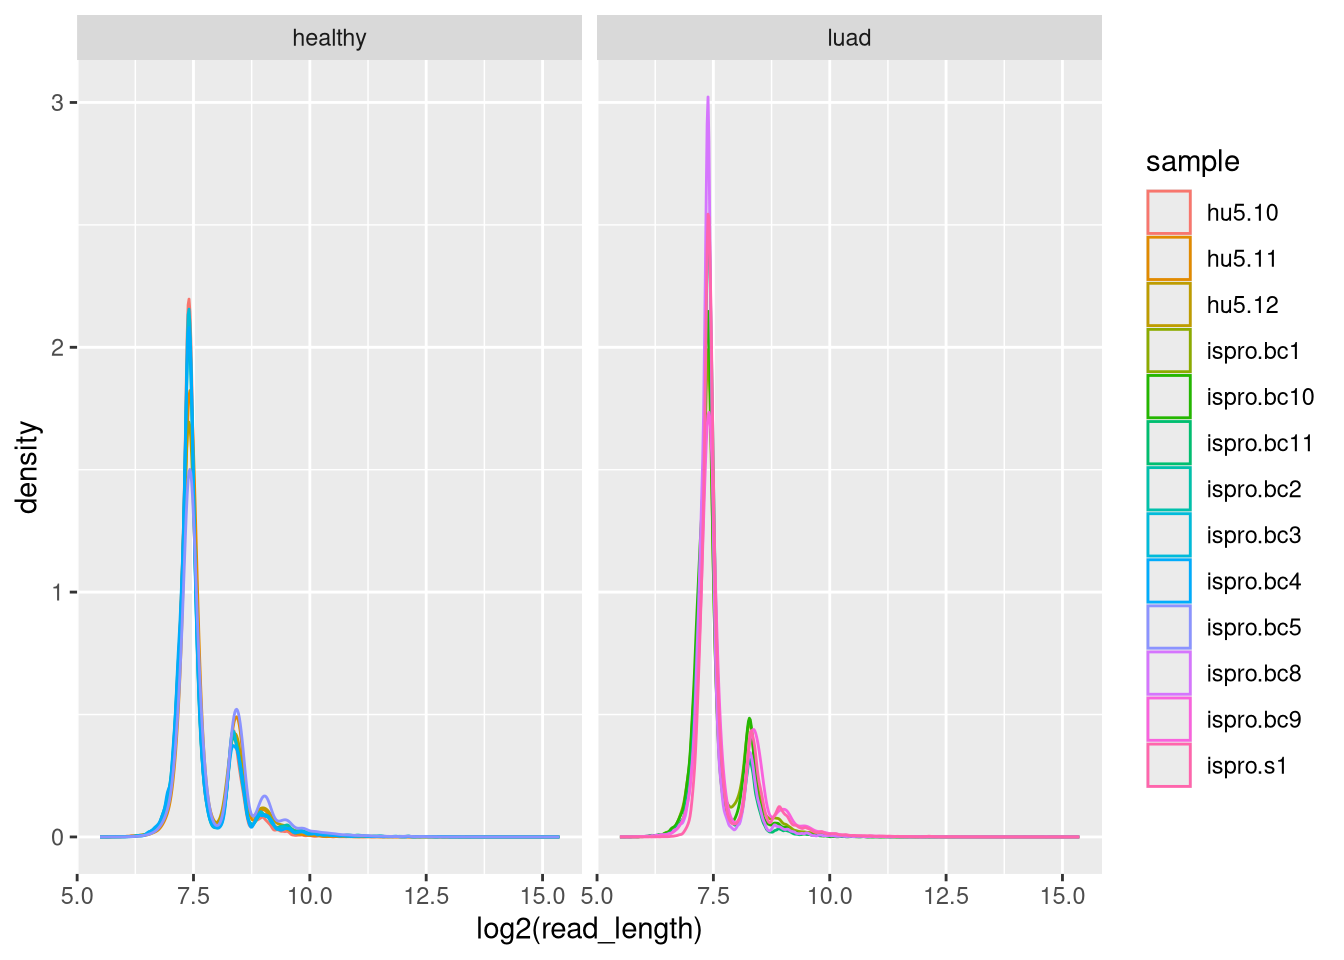 healthy
luad
3
2
1
0
density
5.0 7.5 10.0 12.5 15.0
5.0 7.5 10.0 12.5 15.0
log2(read_length)
sample
hu5.10
hu5.11
hu5.12
ispro.bc1
ispro.bc10
ispro.bc11
ispro.bc2
ispro.bc3
ispro.bc4
ispro.bc5
ispro.bc8
ispro.bc9
ispro.s1